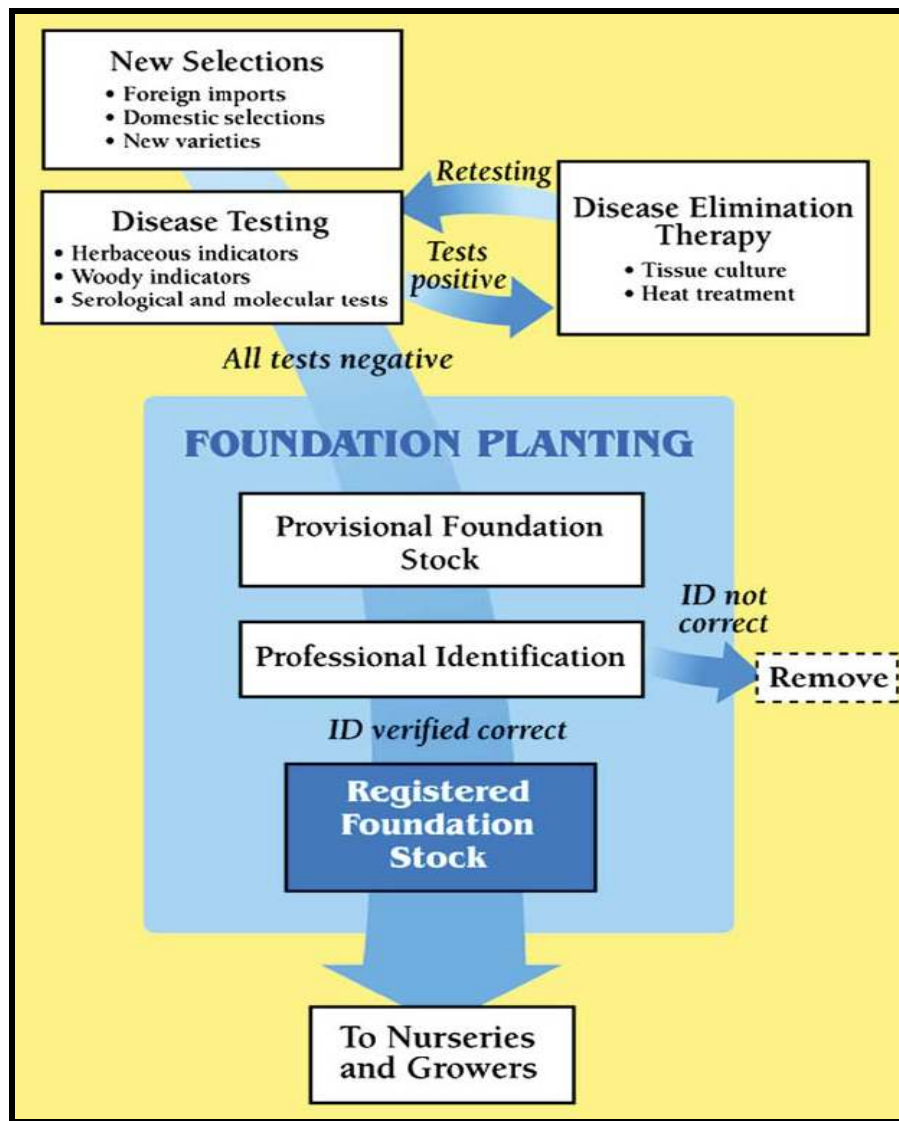 New Selections
• Foreign imports
• Domestic selections
• New varieties
Retesting
Disease Testing
• Herbaceous indicators
• Woody indicators
• Serological and molecular tests
Tests
positive
Disease Elimination
Therapy
• Tissue culture
• Heat treatment
All tests negative
FOUNDATION PLANTING
Provisional Foundation
Stock
Professional Identification
ID not
correct
Remove
ID verified correct
Registered
Foundation
Stock
To Nurseries
and Growers